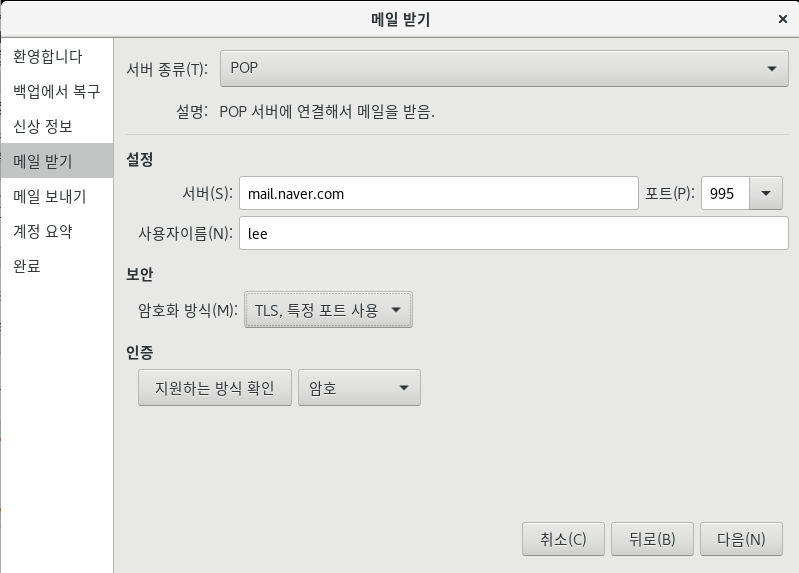 메일 받기
환영합니다
백업에서 복구
신상 정보
메일 받기
메일 보내기
계정 요약
완료
서버 종류(T): POP
설명: POP 서버에 연결해서 메일을 받음.
설정
서버(S): mail.naver.com 포트(P): 995
사용자이름(N): lee
보안
암호화 방식(M): TLS, 특정 포트 사용
인증
지원하는 방식 확인 암호
취소(C) 뒤로(B) 다음(N)